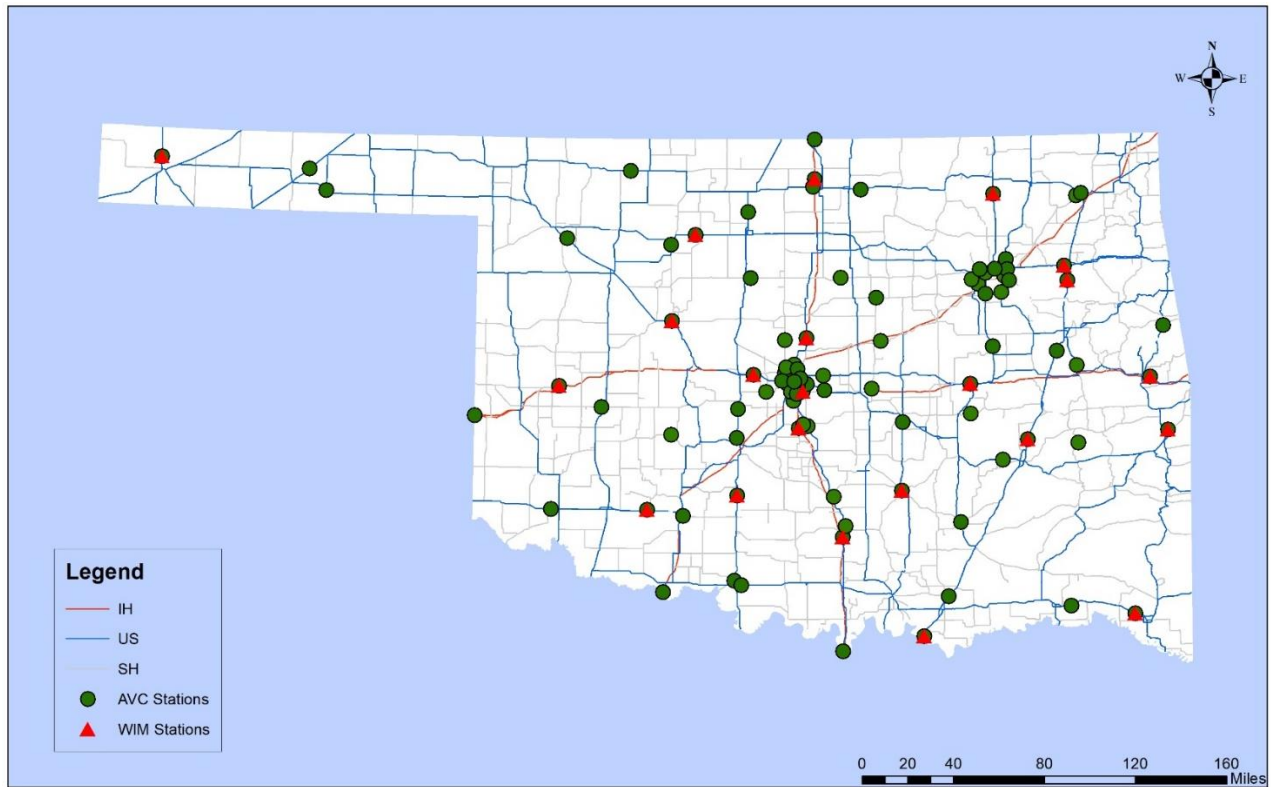 N
W E
S
Legend
IH
US
SH
AVC Stations
WIM Stations
0 20 40 80 120 160
Miles